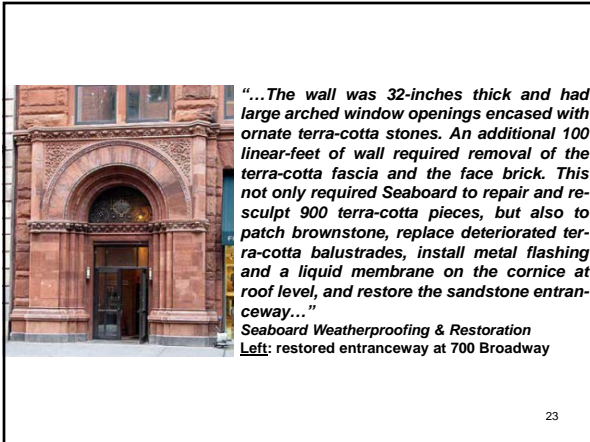 “…The wall was 32-inches thick and had
large arched window openings encased with
ornate terra-cotta stones. An additional 100
linear-feet of wall required removal of the
terra-cotta fascia and the face brick. This
not only required Seaboard to repair and re-
sculpt 900 terra-cotta pieces, but also to
patch brownstone, replace deteriorated ter-
ra-cotta balustrades, install metal flashing
and a liquid membrane on the cornice at
roof level, and restore the sandstone entran-
ceway…”
Seaboard Weatherproofing & Restoration
Left: restored entranceway at 700 Broadway
23